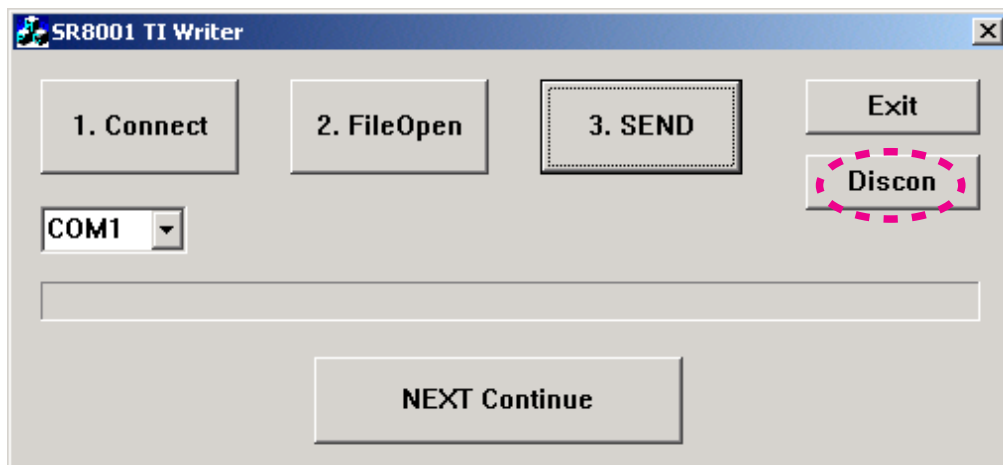 SR8001 TI Writer
1. Connect
2. FileOpen
3. SEND
Exit
Discon
COM1
NEXT Continue